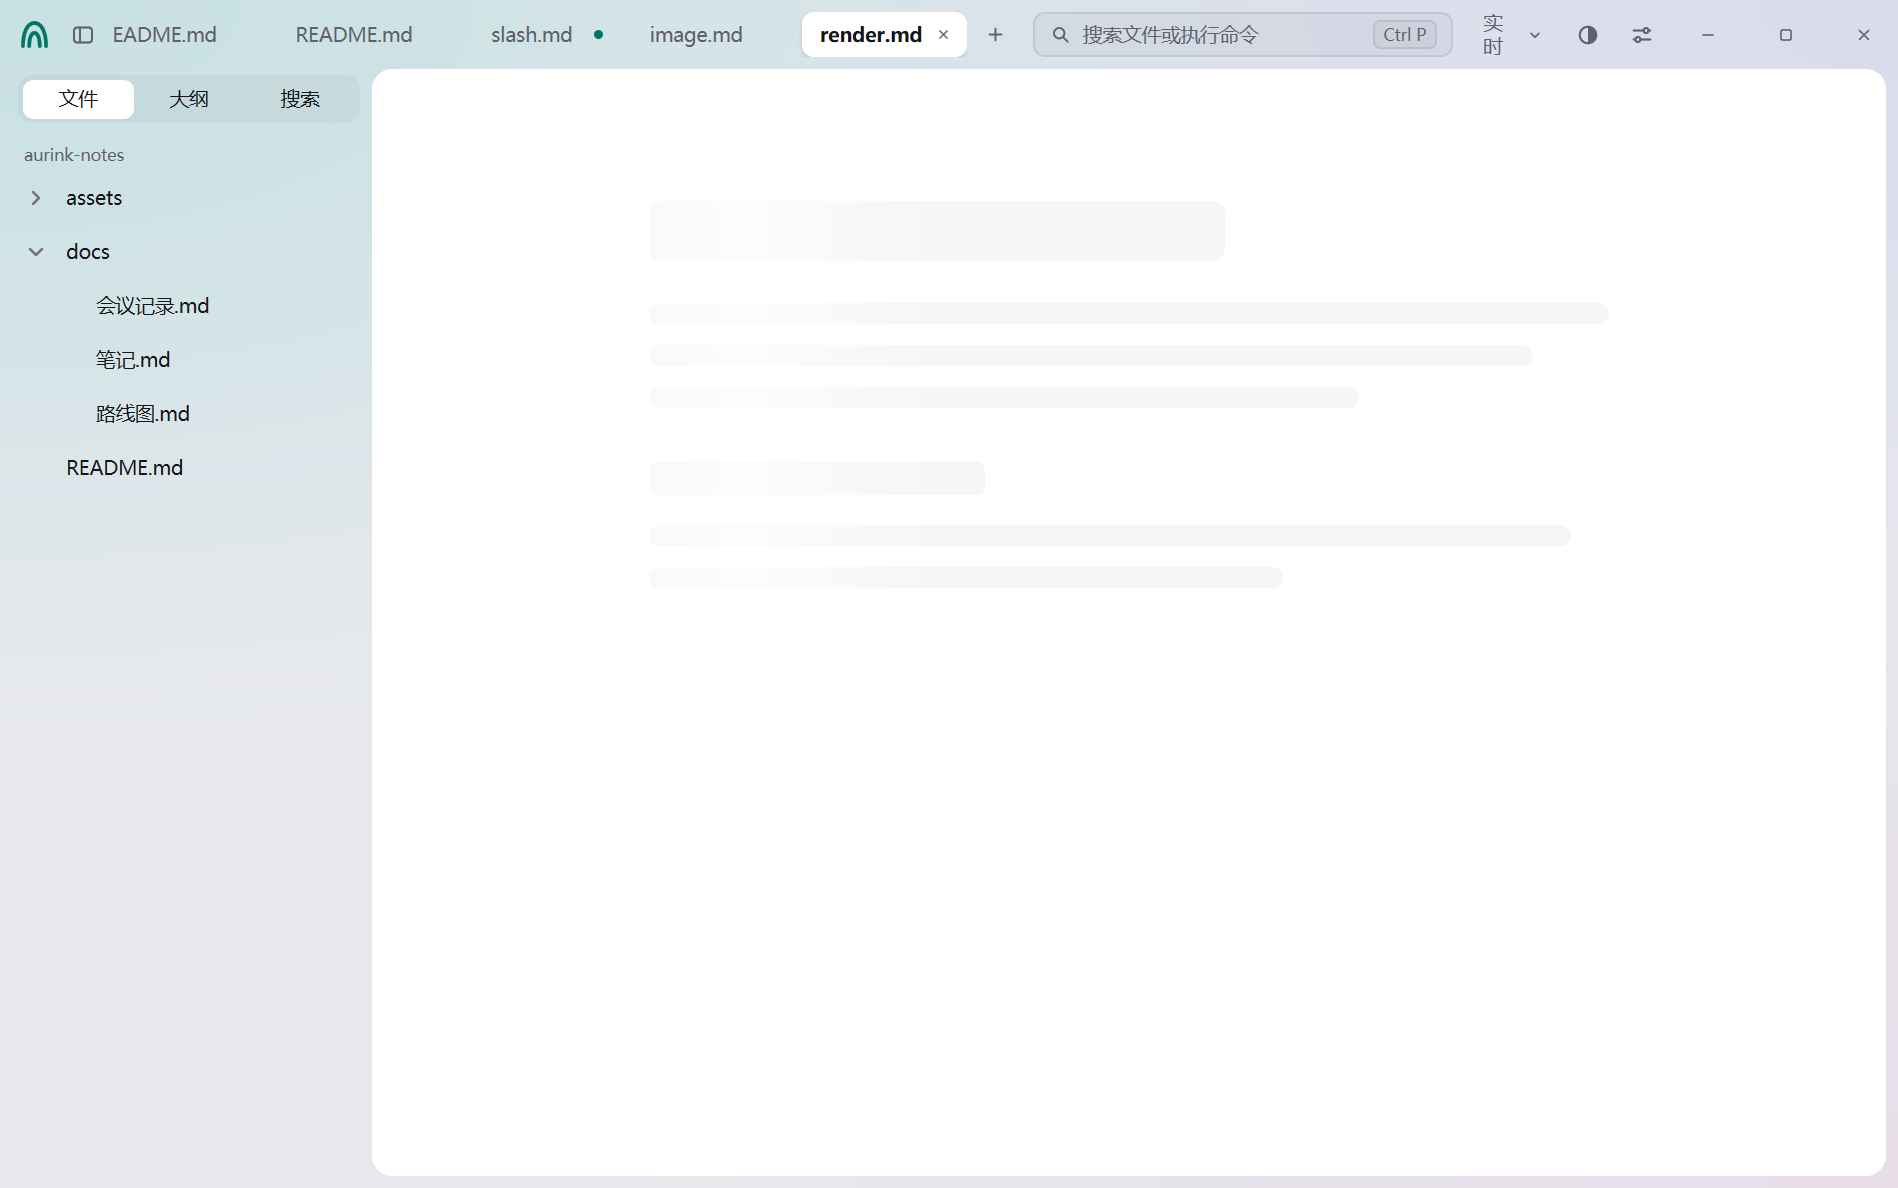 EADME.md
README.md
slash.md
image.md
render.md
搜索文件或执行命令
Ctrl P
实
时
文件
大纲
搜索
aurink-notes
assets
docs
会议记录.md
笔记.md
路线图.md
README.md